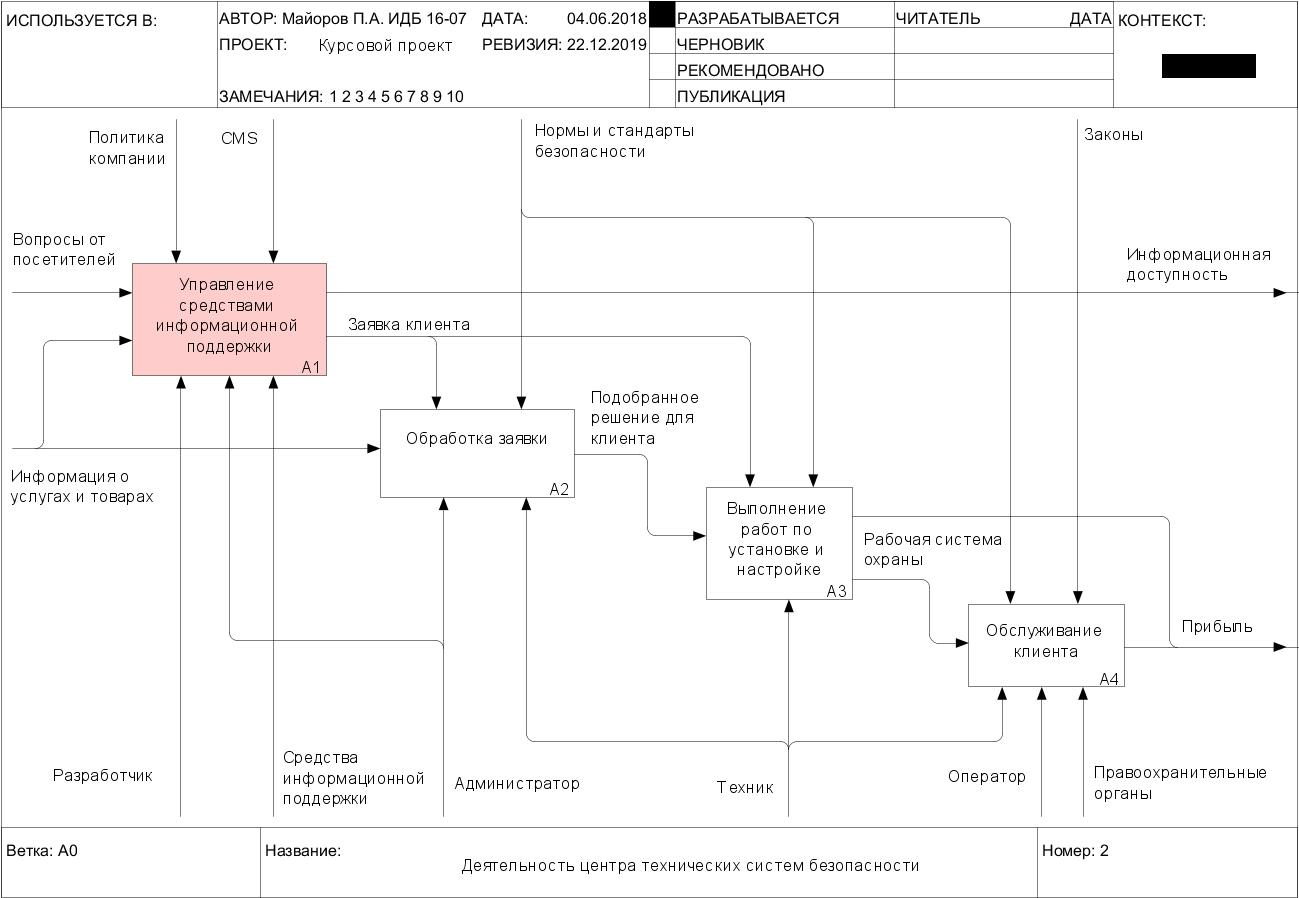 ИСПОЛЬЗУЕТСЯ В:
АВТОР: Майоров П.А. ИДБ 16-07 ДАТА: 04.06.2018
ПРОЕКТ: Курсовой проект РЕВИЗИЯ: 22.12.2019
ЗАМЕЧАНИЯ: 1 2 3 4 5 6 7 8 9 10
РАЗРАБАТЫВАЕТСЯ
ЧЕРНОВИК
РЕКОМЕНДОВАНО
ПУБЛИКАЦИЯ
ЧИТАТЕЛЬ ДАТА
КОНТЕКСТ:
Политика
компании
CMS
Нормы и стандарты
безопасности
Законы
Вопросы от
посетителей
Информационная
доступность
Управление
средствами
информационной
поддержки
A1
Заявка клиента
Подобранное
решение для
клиента
Обработка заявки
A2
Информация о
услугах и товарах
Выполнение
работ по
установке и
настройке
A3
Рабочая система
охраны
Обслуживание
клиента
A4
Прибыль
Разработчик
Средства
информационной
поддержки
Администратор
Техник
Оператор
Правоохранительные
органы
Ветка: A0
Название:
Деятельность центра технических систем безопасности
Номер: 2